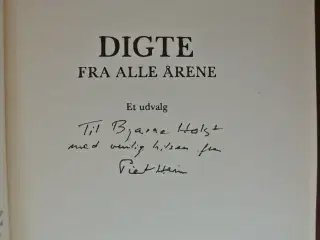 DIGTE
FRA ALLE ÅRENE
Et udvalg
Til Bjarne Holst
med venlig hilsen fra
Piet Hein